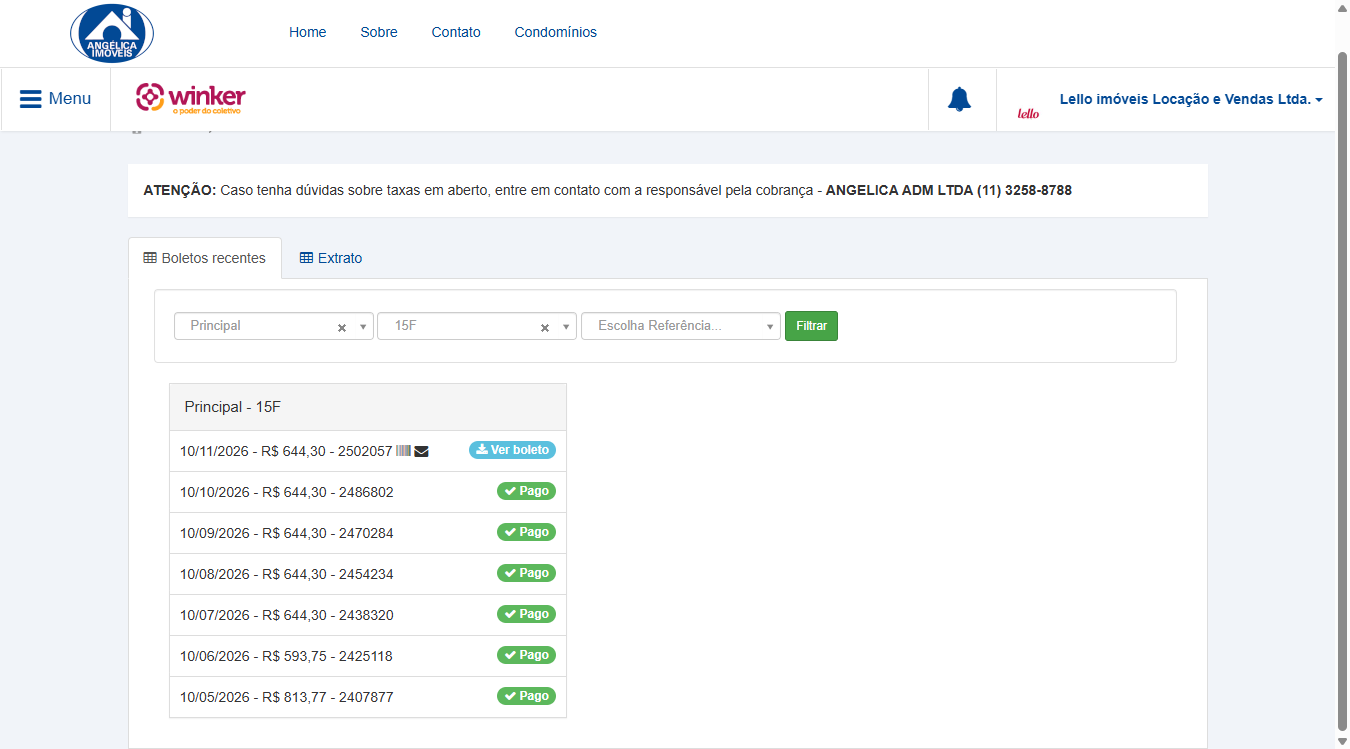 ANGÉLICA
IMÓVEIS
Home Sobre Contato Condomínios
Menu
winker
o poder do coletivo
lello
Lello imóveis Locação e Vendas Ltda.
ATENÇÃO: Caso tenha dúvidas sobre taxas em aberto, entre em contato com a responsável pela cobrança - ANGELICA ADM LTDA (11) 3258-8788
Boletos recentes Extrato
Principal 15F Escolha Referência... Filtrar
Principal - 15F
10/11/2026 - R$ 644,30 - 2502057 Ver boleto
10/10/2026 - R$ 644,30 - 2486802 Pago
10/09/2026 - R$ 644,30 - 2470284 Pago
10/08/2026 - R$ 644,30 - 2454234 Pago
10/07/2026 - R$ 644,30 - 2438320 Pago
10/06/2026 - R$ 593,75 - 2425118 Pago
10/05/2026 - R$ 813,77 - 2407877 Pago